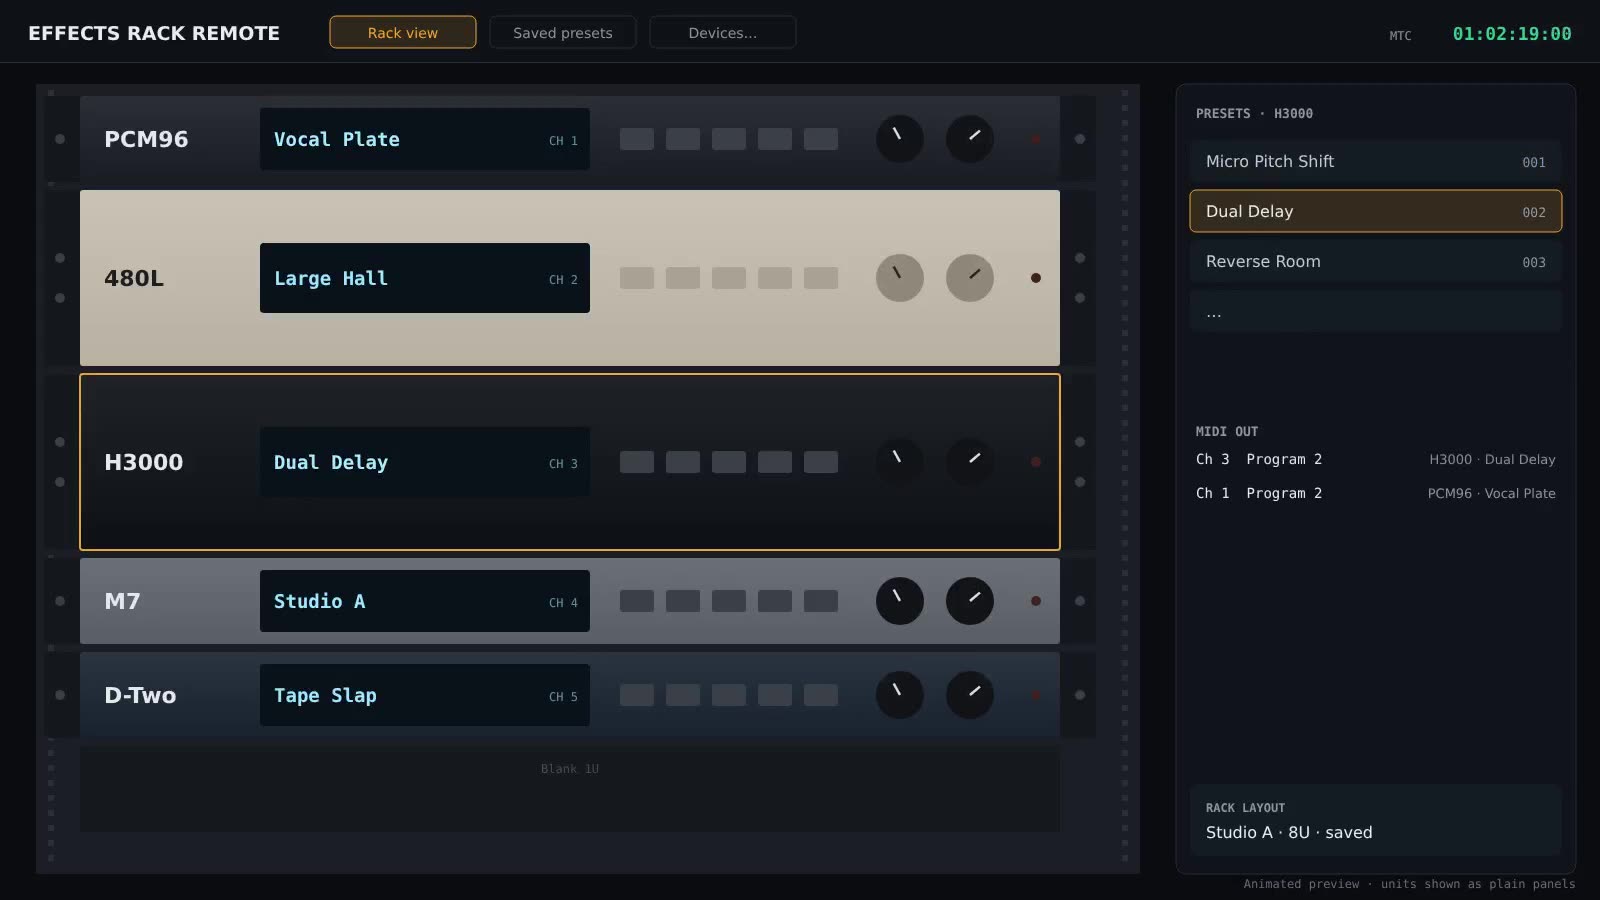 EFFECTS RACK REMOTE Rack view Saved presets Devices... MTC 01:02:19:00
PCM96 Vocal Plate CH 1
480L Large Hall CH 2
H3000 Dual Delay CH 3
M7 Studio A CH 4
D-Two Tape Slap CH 5
Blank 1U
PRESETS · H3000
Micro Pitch Shift 001
Dual Delay 002
Reverse Room 003
...
MIDI OUT
Ch 3 Program 2 H3000 · Dual Delay
Ch 1 Program 2 PCM96 · Vocal Plate
RACK LAYOUT
Studio A · 8U · saved
Animated preview · units shown as plain panels